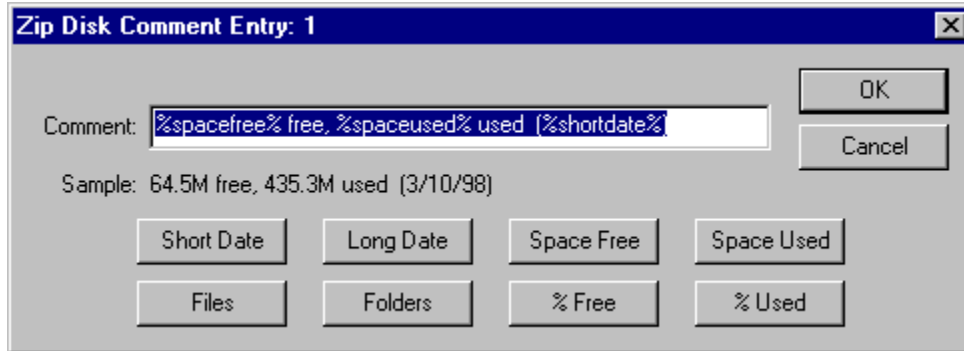 Zip Disk Comment Entry: 1
OK
Comment: %spacefree% free, %spaceused% used (%shortdate%)
Cancel
Sample: 64.5M free, 435.3M used (3/10/98)
Short Date Long Date Space Free Space Used
Files Folders % Free % Used